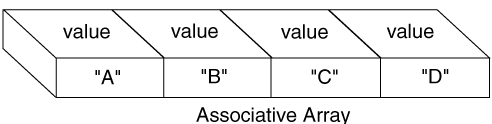 value value value value
"A" "B" "C" "D"
Associative Array